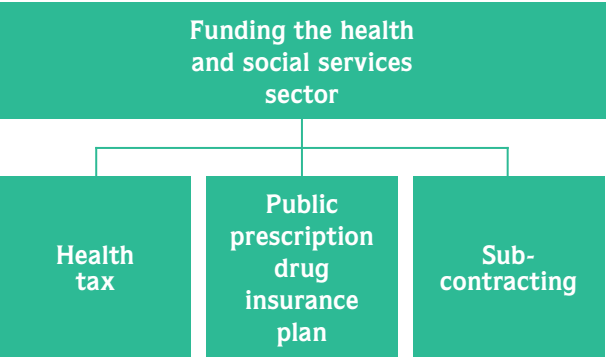 Funding the health
and social services
sector
Health
tax
Public
prescription
drug
insurance
plan
Sub-
contracting